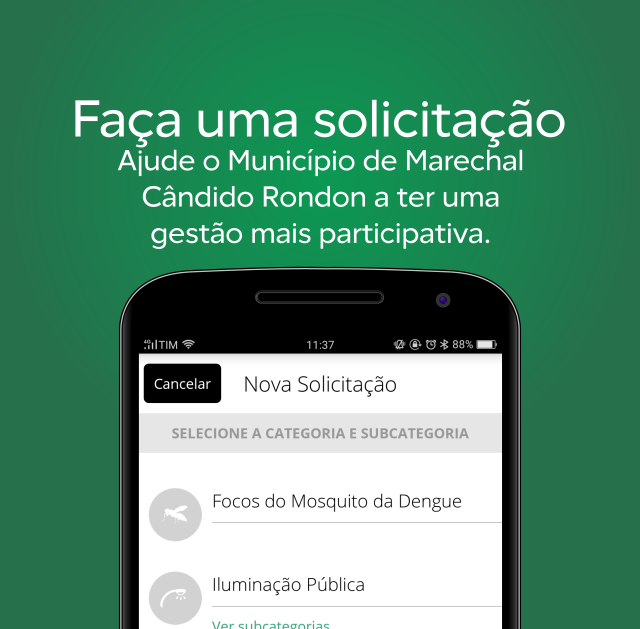 Faça uma solicitação
Ajude o Município de Marechal
Cândido Rondon a ter uma
gestão mais participativa.
4G TIM 11:37 88%
Cancelar Nova Solicitação
SELECIONE A CATEGORIA E SUBCATEGORIA
Focos do Mosquito da Dengue
Iluminação Pública
Ver subcategorias